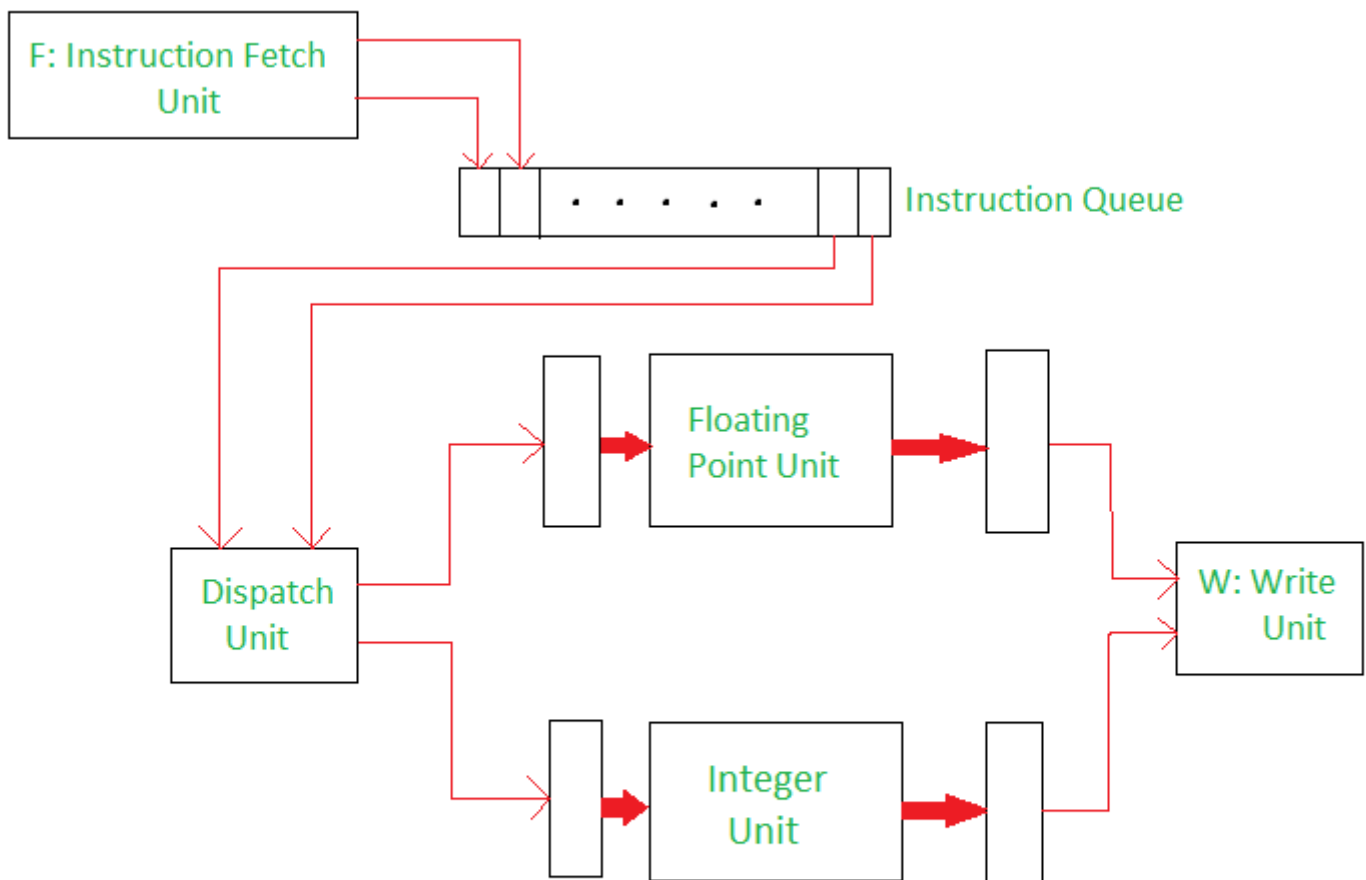 F: Instruction Fetch
Unit
Instruction Queue
Floating
Point Unit
Dispatch
Unit
W: Write
Unit
Integer
Unit